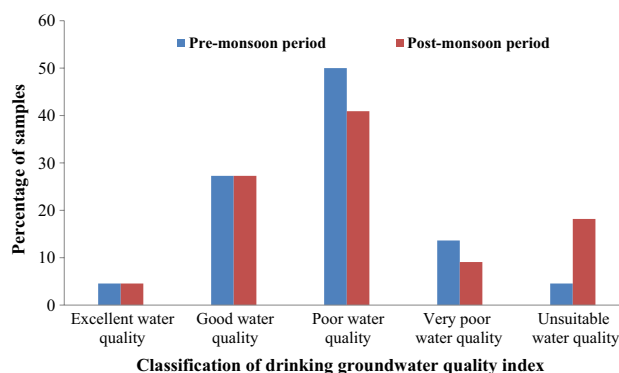 60
Pre-monsoon period
Post-monsoon period
50
40
30
20
10
0
Percentage of samples
Excellent water
quality
Good water
quality
Poor water
quality
Very poor
water quality
Unsuitable
water quality
Classification of drinking groundwater quality index